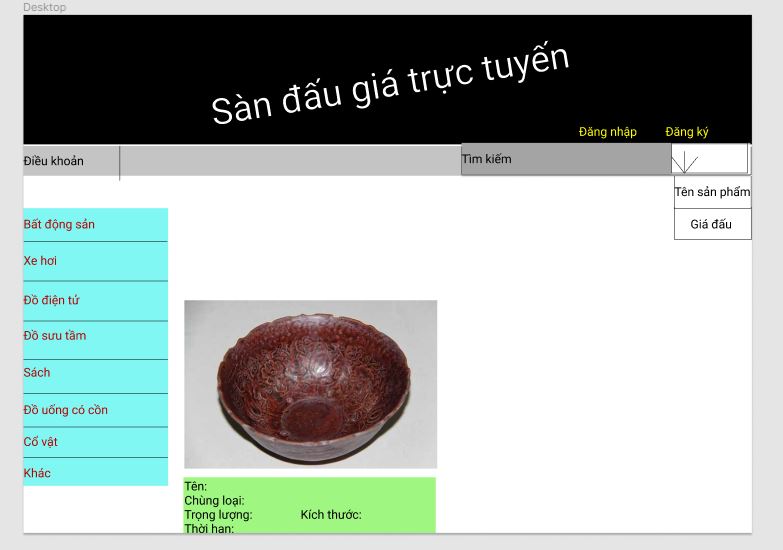 Desktop
Sàn đấu giá trực tuyến
Đăng nhập Đăng ký
Điều khoản Tìm kiếm
Tên sản phẩm
Giá đấu
Bất động sản
Xe hơi
Đồ điện tử
Đồ sưu tầm
Sách
Đồ uống có cồn
Cổ vật
Khác
Tên:
Chùng loại:
Trọng lượng: Kích thước:
Thời hạn: